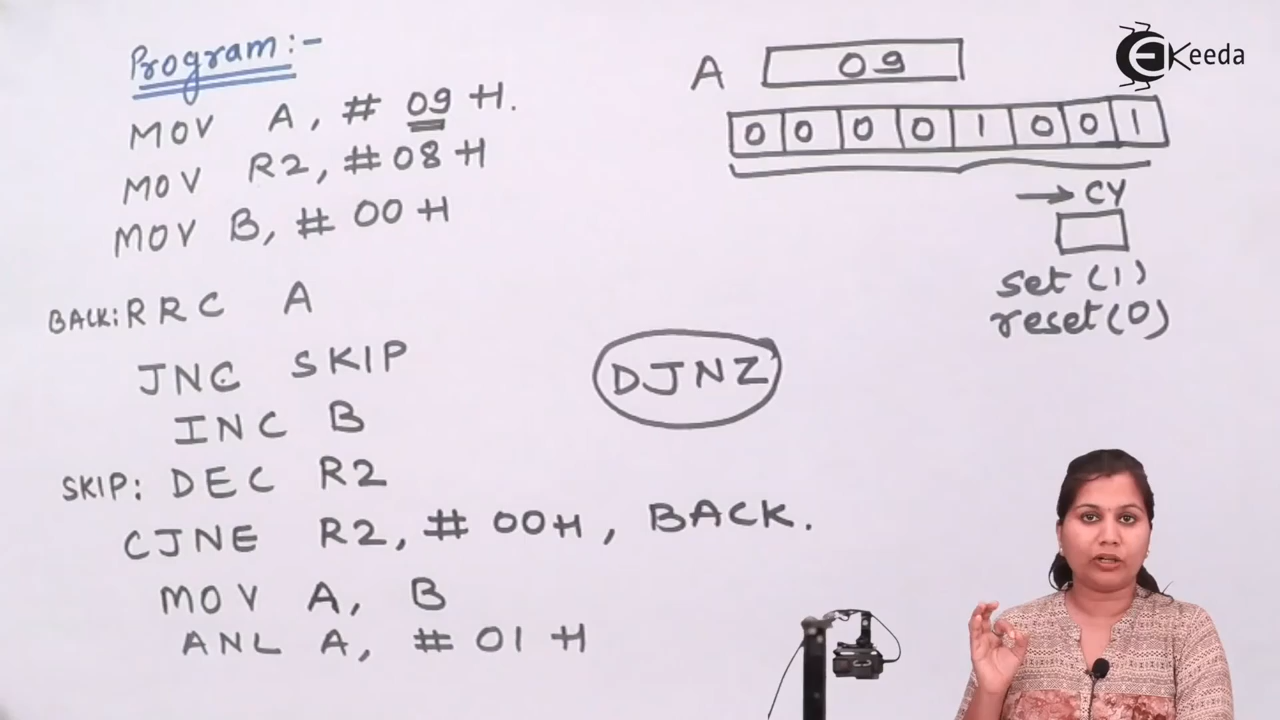 Program:-
MOV A, # 09 H.
MOV R2, # 08 H
MOV B, # 00 H
BACK: RRC A
JNC SKIP
INC B
SKIP: DEC R2
CJNE R2, # 00H, BACK.
MOV A, B
ANL A, # 01 H
DJNZ
A 09
0 0 0 0 1 0 0 1
→ CY
set (1)
reset (0)
EKeeda